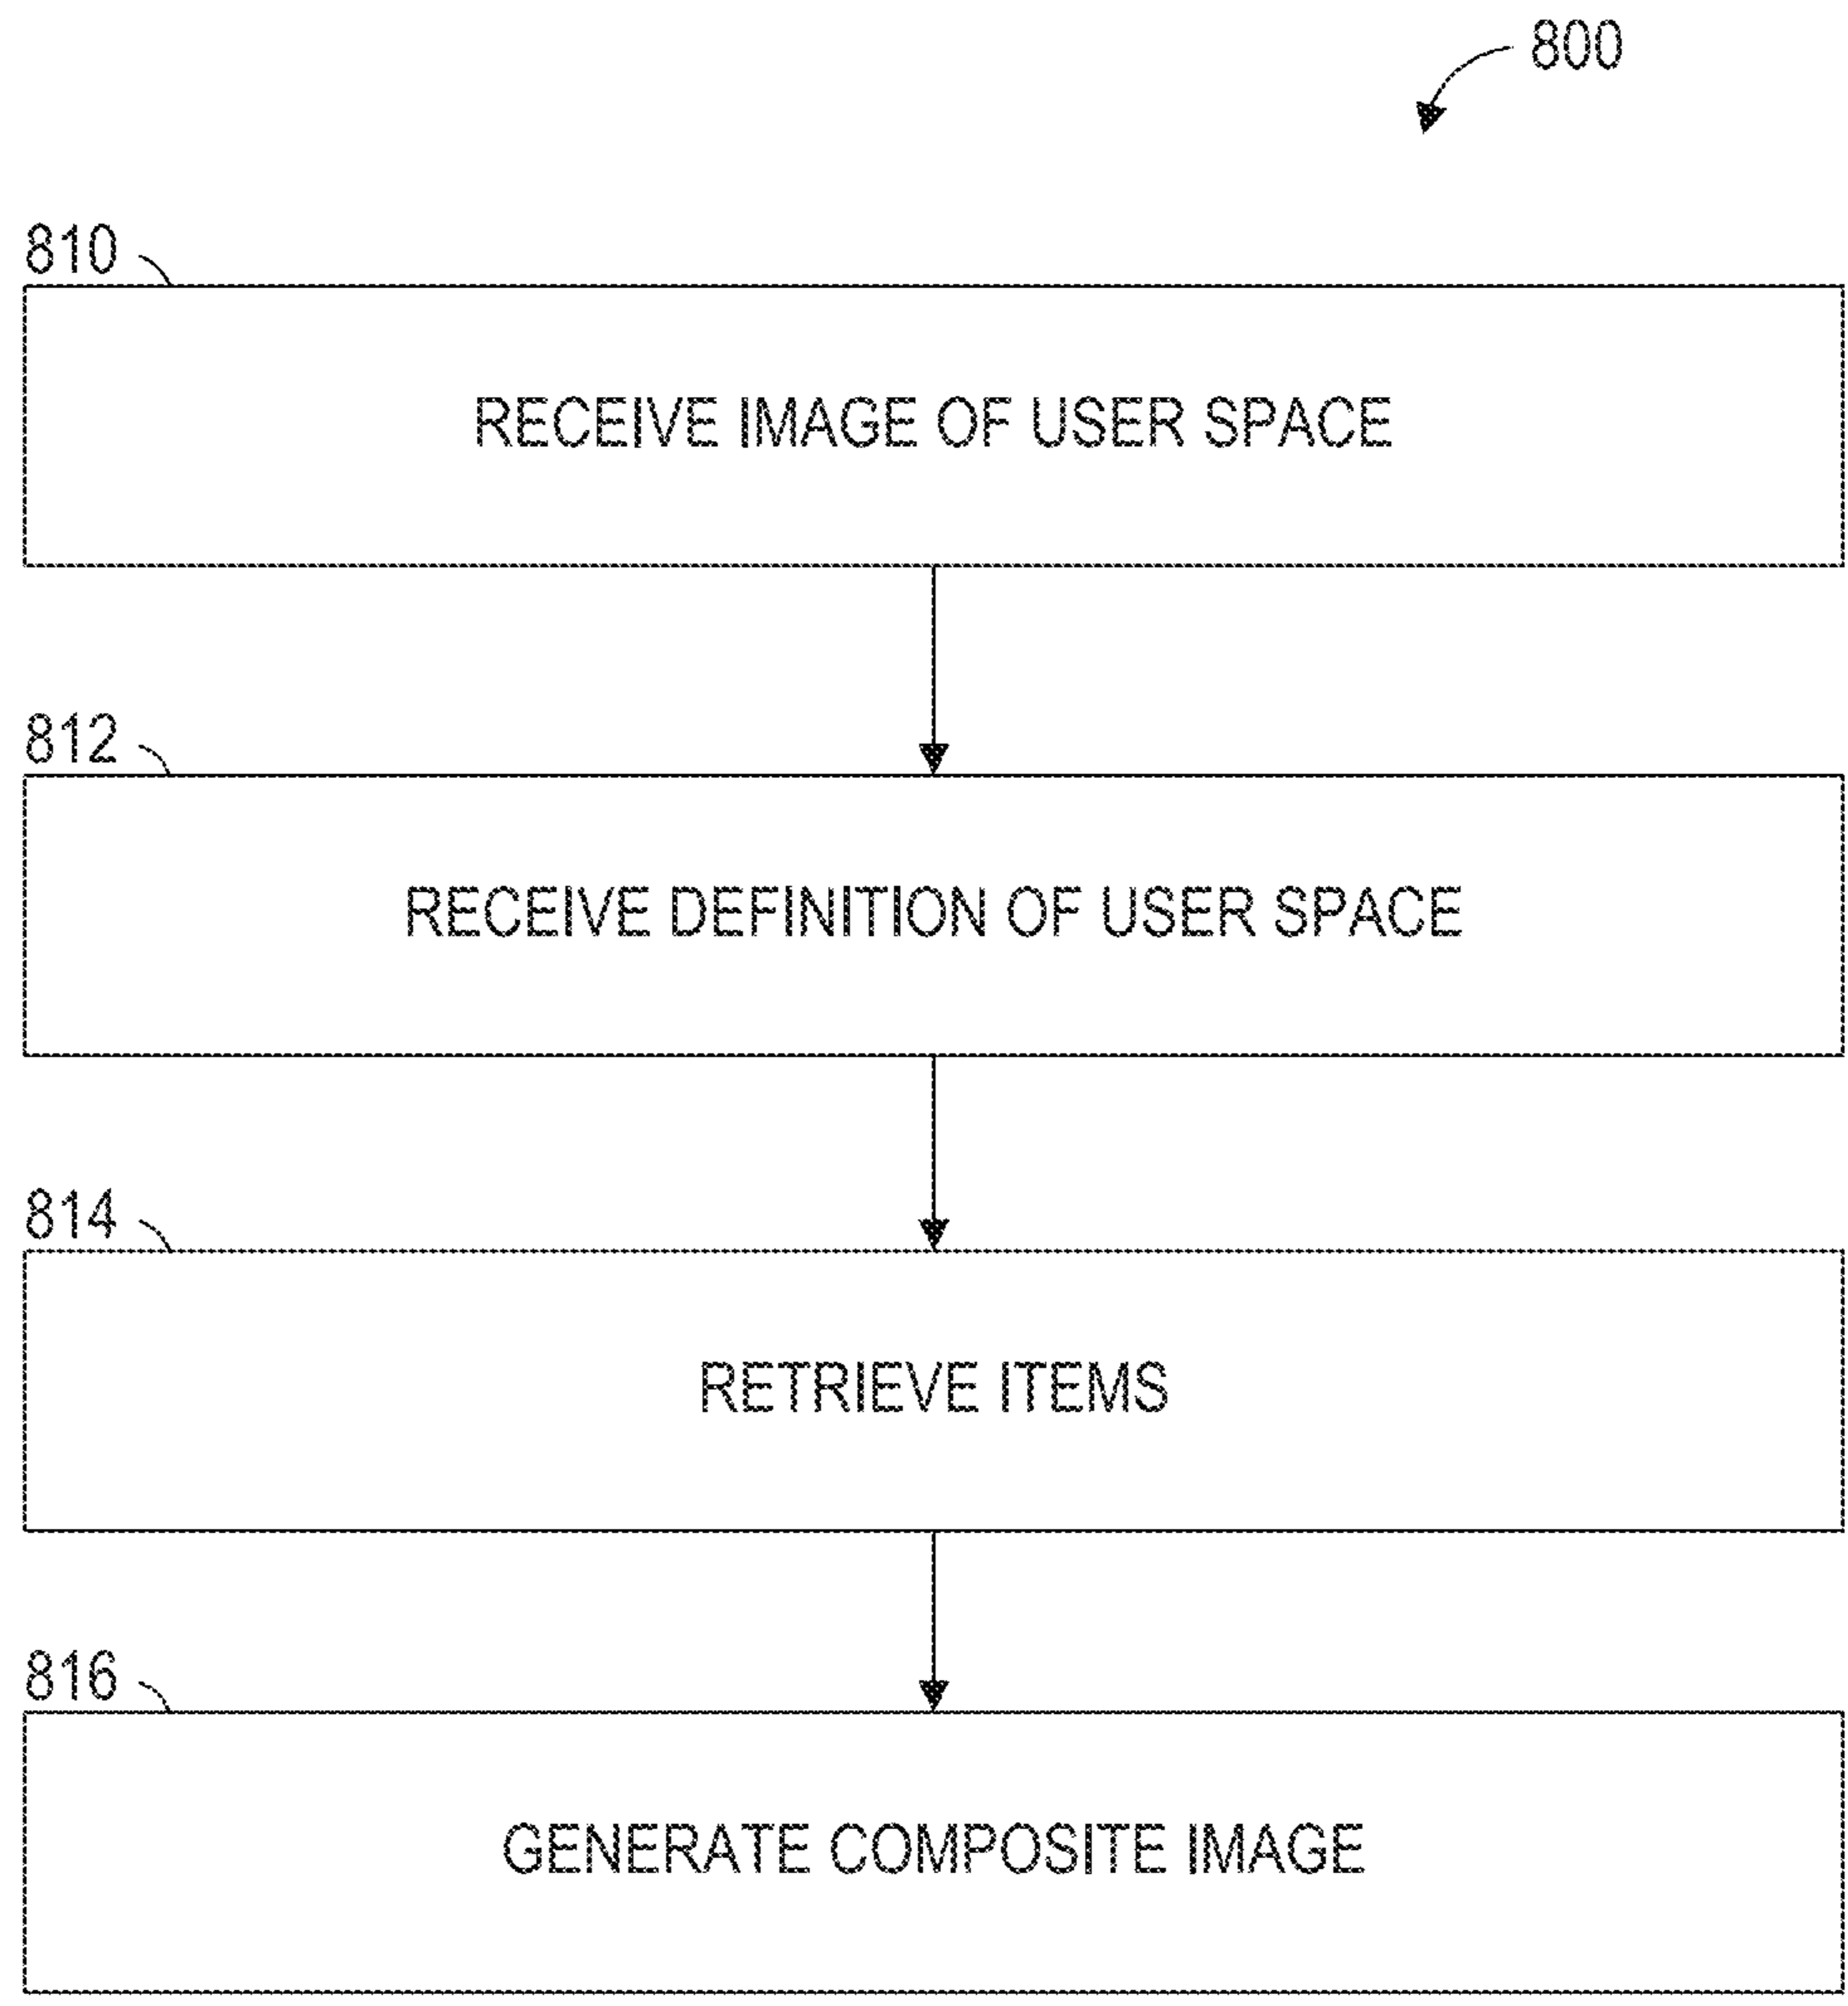 800
810
RECEIVE IMAGE OF USER SPACE
812
RECEIVE DEFINITION OF USER SPACE
814
RETRIEVE ITEMS
816
GENERATE COMPOSITE IMAGE